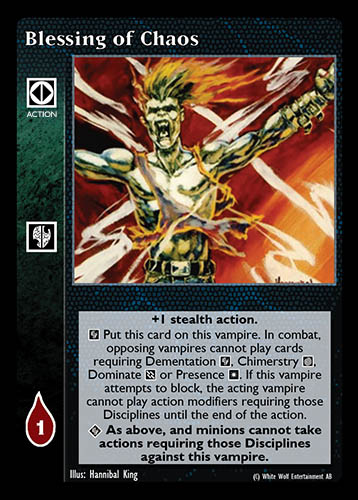 Blessing of Chaos
ACTION
+1 stealth action.
Put this card on this vampire. In combat,
opposing vampires cannot play cards
requiring Dementation , Chimerstry ,
Dominate or Presence . If this vampire
attempts to block, the acting vampire
cannot play action modifiers requiring those
Disciplines until the end of the action.
As above, and minions cannot take
actions requiring those Disciplines
against this vampire.
1
Illus: Hannibal King
(C) White Wolf Entertainment AB